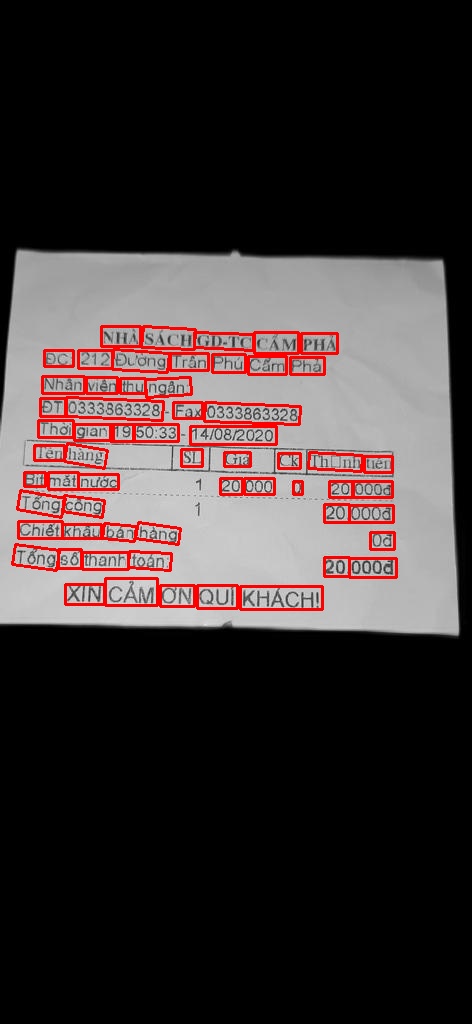 NHÀ SÁCH GD-TC CẨM PHẢ
ĐC: 212 Đường Trần Phú Cẩm Phả
Nhân viên thu ngân:
ĐT 0333863328 - Fax 0333863328
Thời gian 19:50:33 - 14/08/2020
Tên hàng SL Giá Ck Th□nh tiền
Bít mắt nước 1 20 000 0 20 000đ
Tổng cộng 1 20 000đ
Chiết khấu bán hàng 0đ
Tổng số thanh toán: 20 000đ
XIN CẢM ƠN QUÍ KHÁCH!